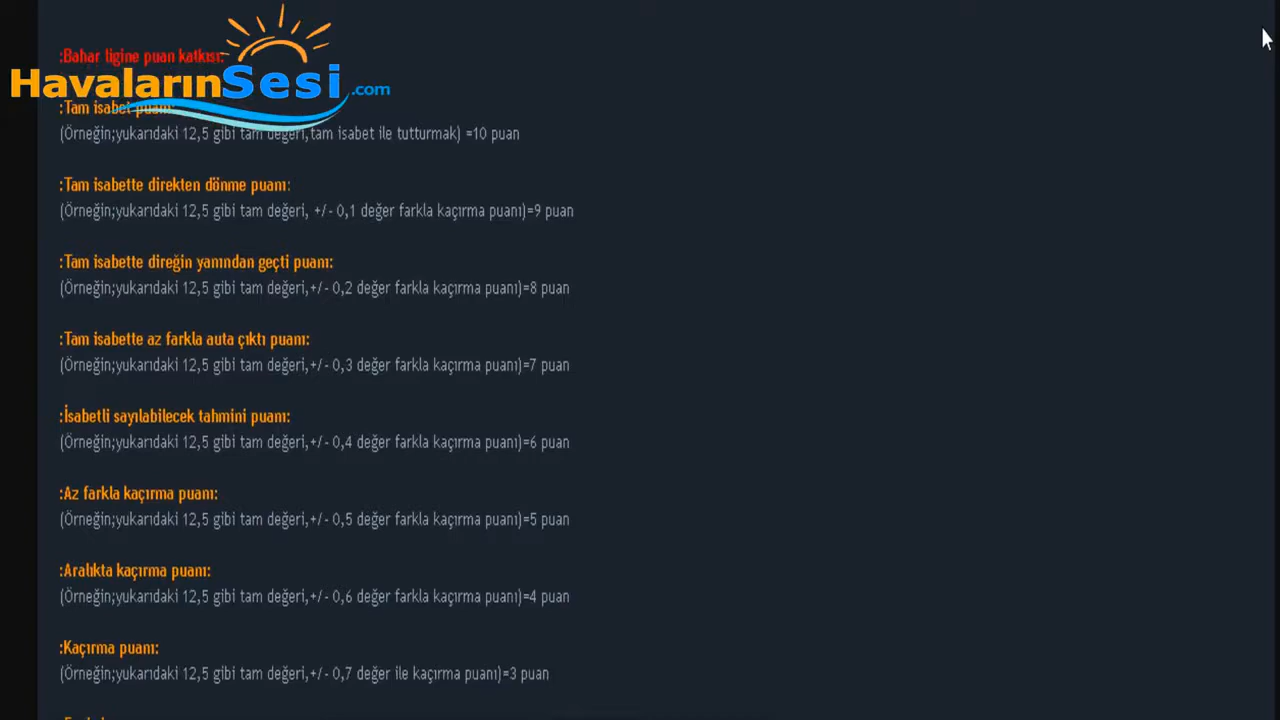 :Bahar ligine puan katkısı:
HavalarınSesi.com
:Tam isabet puanı:
(Örneğin;yukarıdaki 12,5 gibi tam değeri,tam isabet ile tutturmak) =10 puan
:Tam isabette direkten dönme puanı:
(Örneğin;yukarıdaki 12,5 gibi tam değeri, +/- 0,1 değer farkla kaçırma puanı)=9 puan
:Tam isabette direğin yanından geçti puanı:
(Örneğin;yukarıdaki 12,5 gibi tam değeri,+/- 0,2 değer farkla kaçırma puanı)=8 puan
:Tam isabette az farkla auta çıktı puanı:
(Örneğin;yukarıdaki 12,5 gibi tam değeri,+/- 0,3 değer farkla kaçırma puanı)=7 puan
:İsabetli sayılabilecek tahmini puanı:
(Örneğin;yukarıdaki 12,5 gibi tam değeri,+/- 0,4 değer farkla kaçırma puanı)=6 puan
:Az farkla kaçırma puanı:
(Örneğin;yukarıdaki 12,5 gibi tam değeri,+/- 0,5 değer farkla kaçırma puanı)=5 puan
:Aralıkta kaçırma puanı:
(Örneğin;yukarıdaki 12,5 gibi tam değeri,+/- 0,6 değer farkla kaçırma puanı)=4 puan
:Kaçırma puanı:
(Örneğin;yukarıdaki 12,5 gibi tam değeri,+/- 0,7 değer ile kaçırma puanı)=3 puan